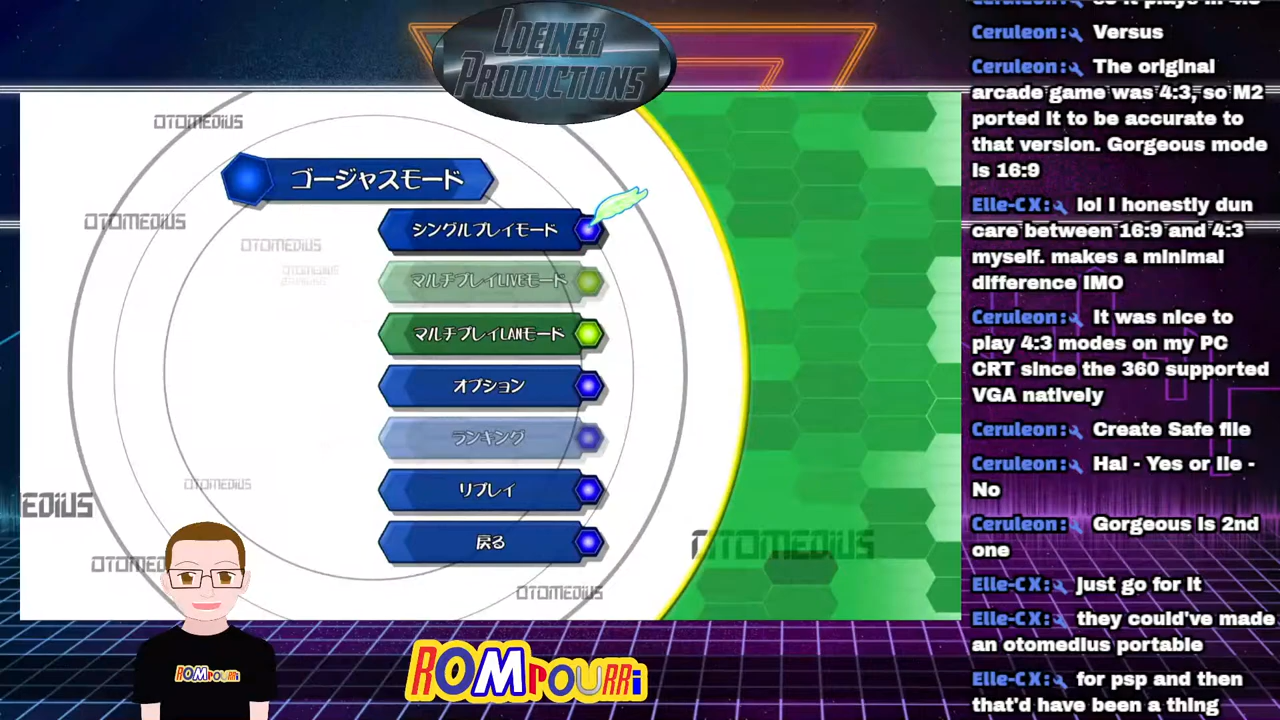 LOEINER
PRODUCTIONS
OTOMEDIUS
OTOMEDIUS
OTOMEDIUS
OTOMEDIUS
ゴージャスモード
シングルプレイモード
マルチプレイLIVEモード
マルチプレイLANモード
オプション
ランキング
リプレイ
戻る
OTOMEDIUS
EDIUS
OTOMED
OTOMEDIUS
OTOMEDIUS
ROMPOURRi
ROMPOURRi
Ceruleon: Versus
Ceruleon: The original
arcade game was 4:3, so M2
ported it to be accurate to
that version. Gorgeous mode
is 16:9
Elle-CX: lol I honestly dun
care between 16:9 and 4:3
myself. makes a minimal
difference IMO
Ceruleon: It was nice to
play 4:3 modes on my PC
CRT since the 360 supported
VGA natively
Ceruleon: Create Safe file
Ceruleon: Hai - Yes or Iie -
No
Ceruleon: Gorgeous is 2nd
one
Elle-CX: Just go for it
Elle-CX: they could've made
an otomedius portable
Elle-CX: for psp and then
that'd have been a thing